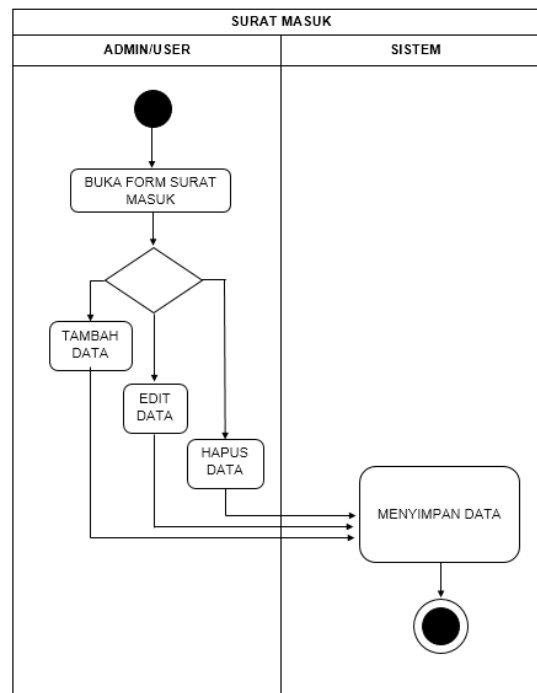 SURAT MASUK
ADMIN/USER
SISTEM
BUKA FORM SURAT
MASUK
TAMBAH
DATA
EDIT
DATA
HAPUS
DATA
MENYIMPAN DATA